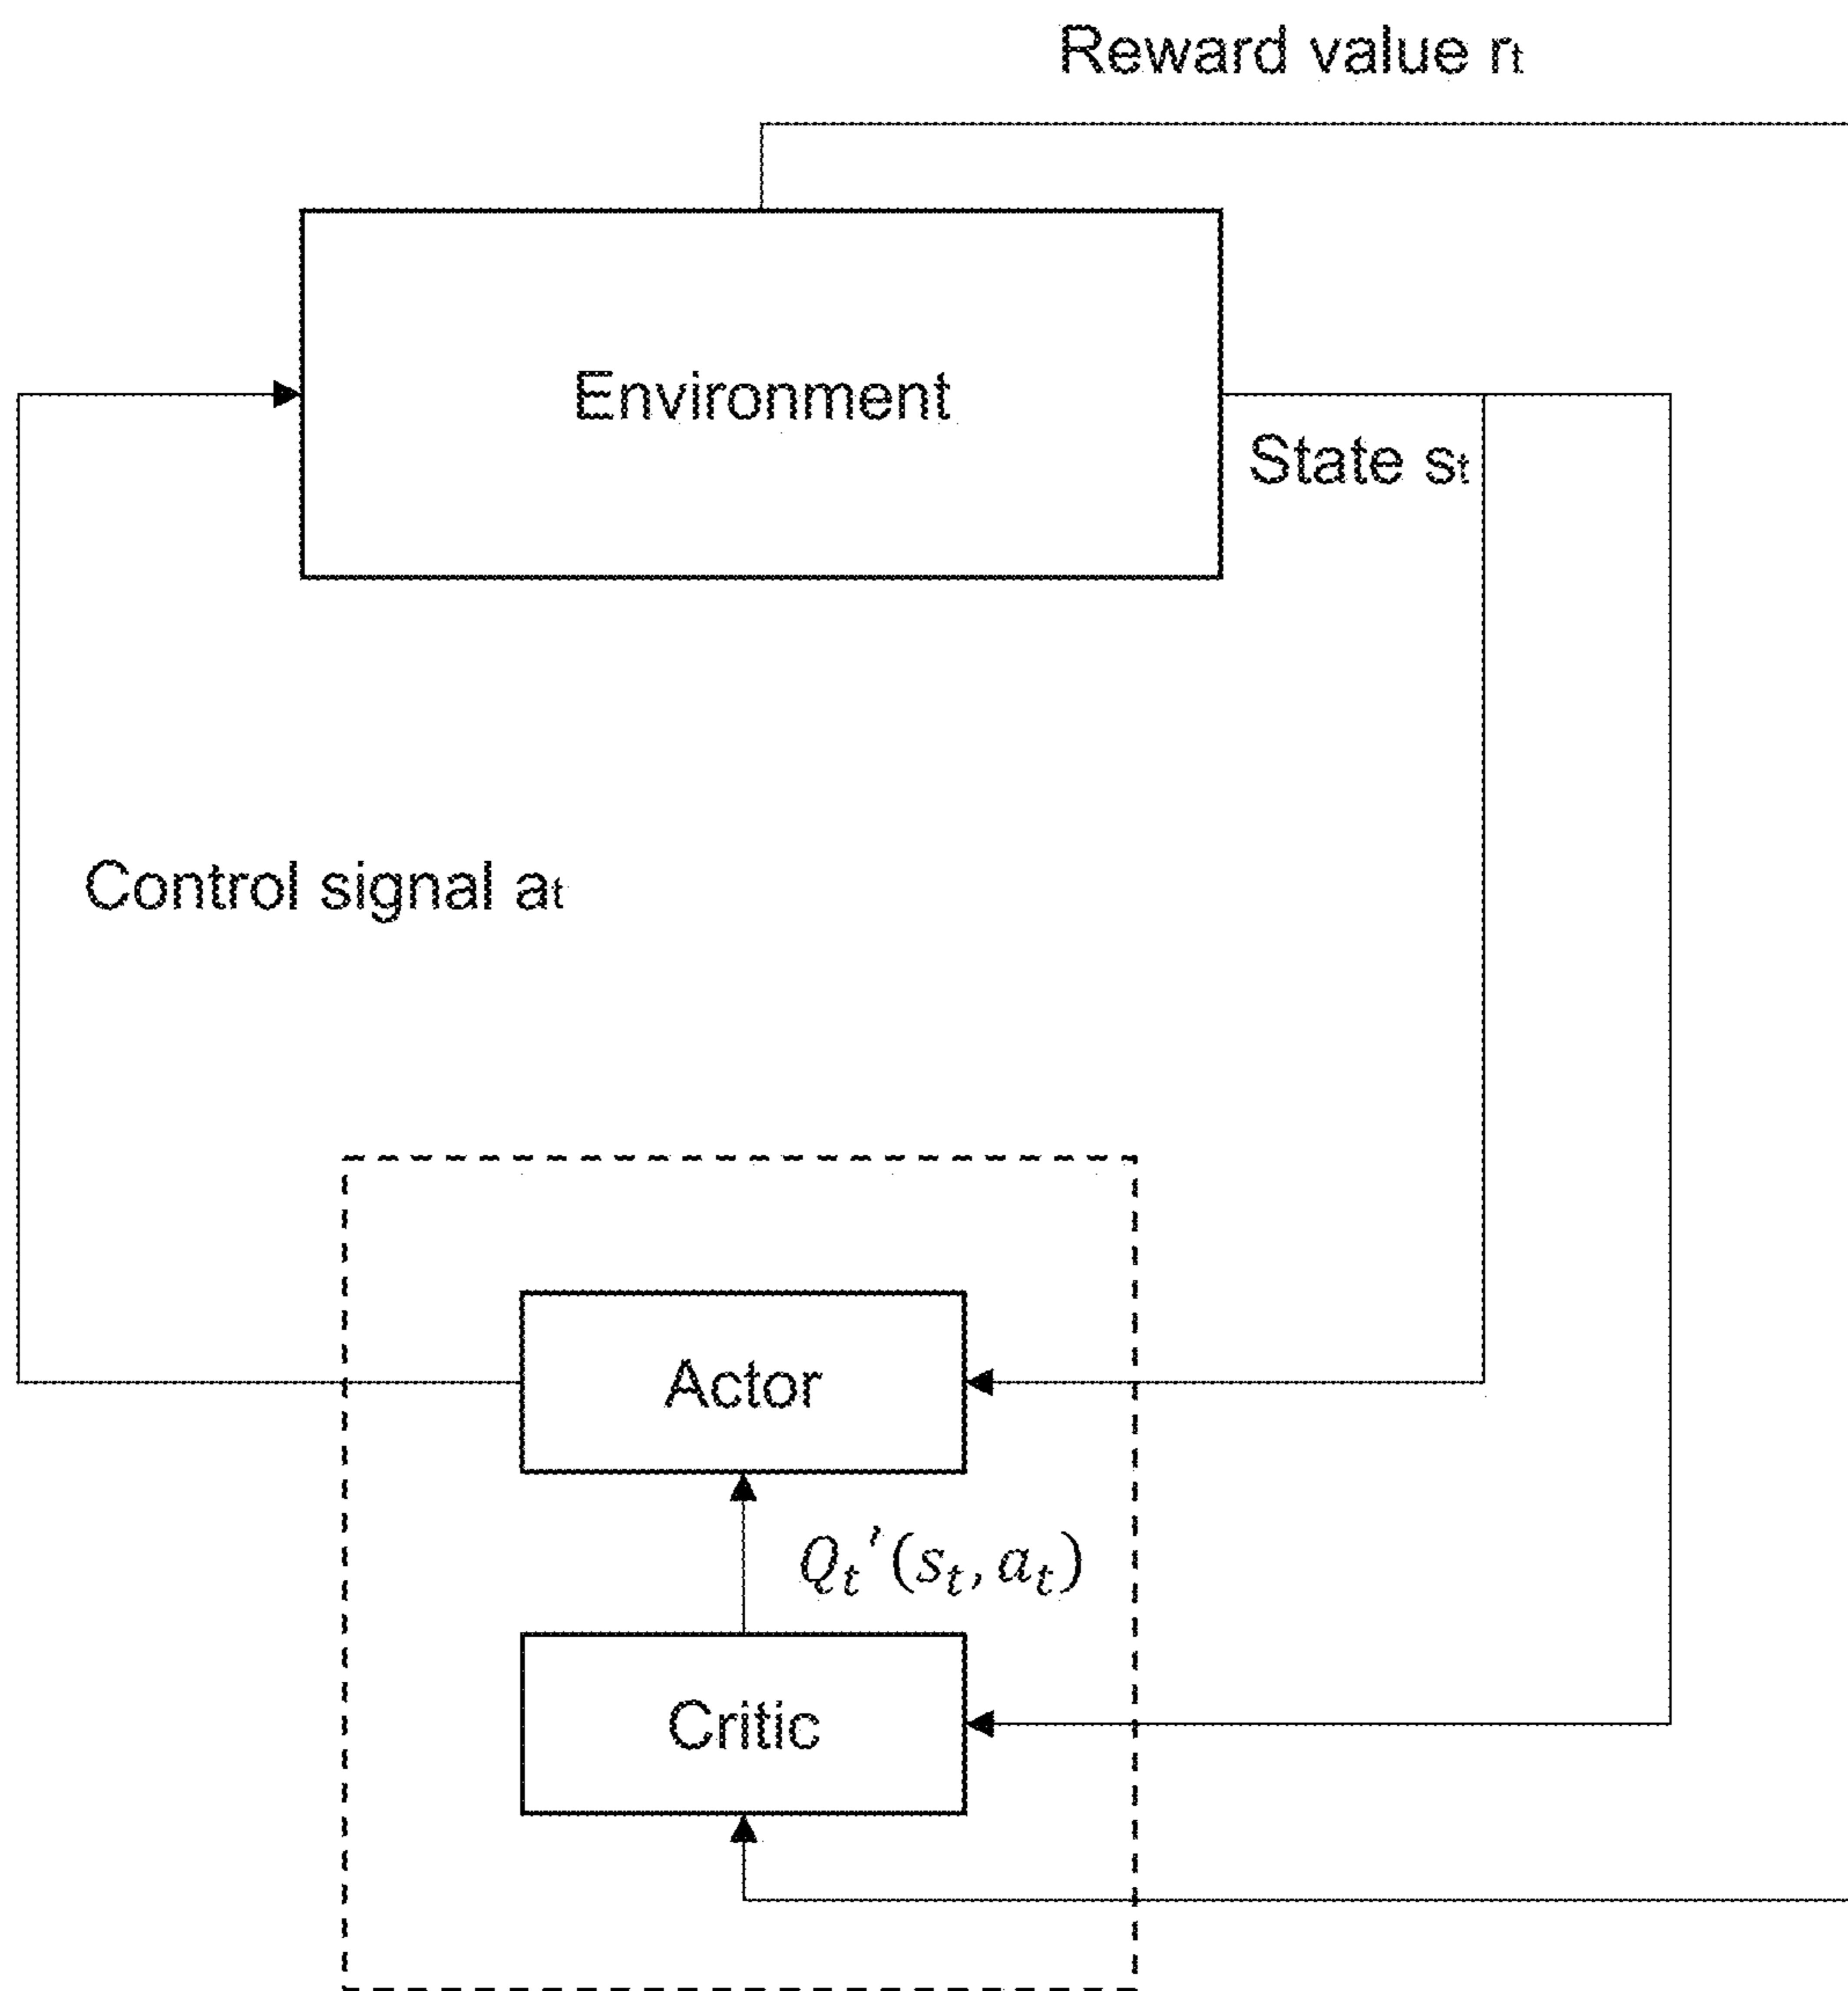 Reward value rt
Environment
State st
Control signal at
Actor
Qt′(st, at)
Critic